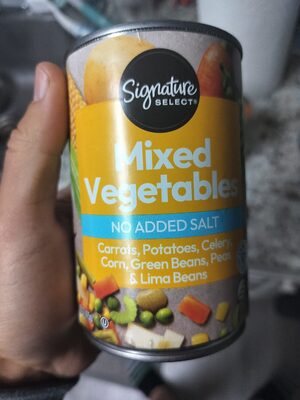 Signature
SELECT®
Mixed
Vegetables
NO ADDED SALT
Carrots, Potatoes, Celery,
Corn, Green Beans, Peas
& Lima Beans